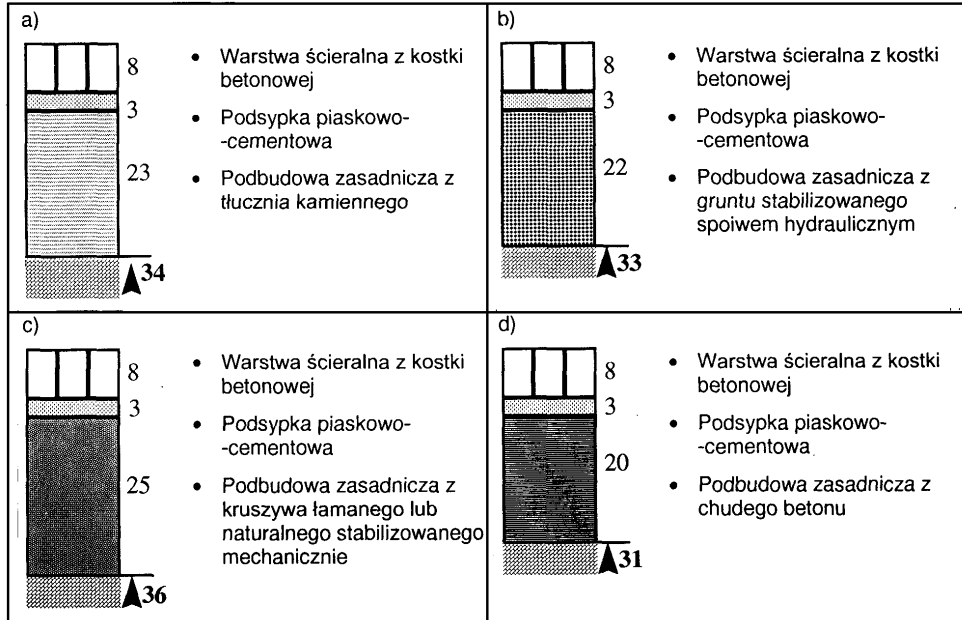 a)
8
3
23
34
• Warstwa ścieralna z kostki
betonowej
• Podsypka piaskowo-
-cementowa
• Podbudowa zasadnicza z
tłucznia kamiennego
b)
8
3
22
33
• Warstwa ścieralna z kostki
betonowej
• Podsypka piaskowo-
-cementowa
• Podbudowa zasadnicza z
gruntu stabilizowanego
spoiwem hydraulicznym
c)
8
3
25
36
• Warstwa ścieralna z kostki
betonowej
• Podsypka piaskowo-
-cementowa
• Podbudowa zasadnicza z
kruszywa łamanego lub
naturalnego stabilizowanego
mechanicznie
d)
8
3
20
31
• Warstwa ścieralna z kostki
betonowej
• Podsypka piaskowo-
-cementowa
• Podbudowa zasadnicza z
chudego betonu